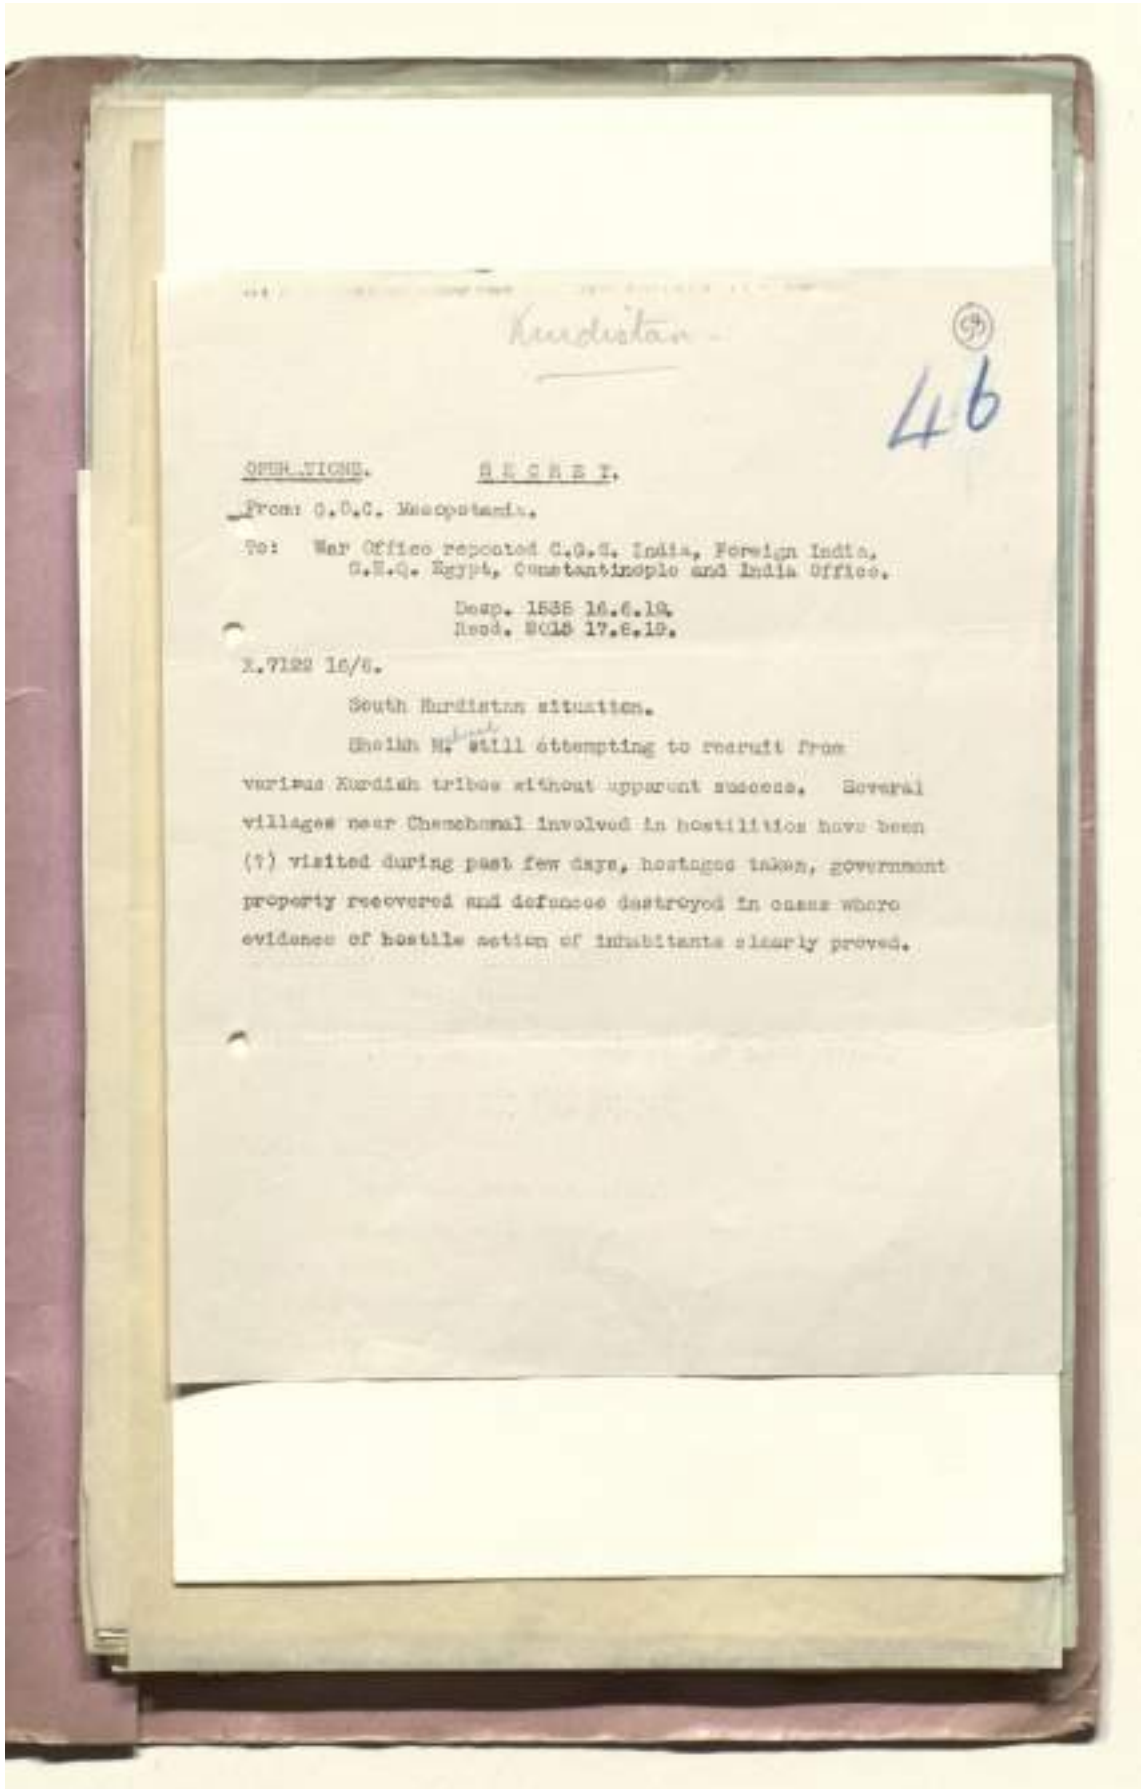 Kurdistan -
46
OPERATIONS. SECRET.
From: G.O.C. Mesopotamia.
To: War Office repeated C.G.S. India, Foreign India,
G.H.Q. Egypt, Constantinople and India Office.
Desp. 1535 16.6.19.
Recd. 2015 17.6.19.
X.7122 16/6.
South Kurdistan situation.
Sheikh M. still attempting to recruit from
various Kurdish tribes without apparent success. Several
villages near Chemchemal involved in hostilities have been
(?) visited during past few days, hostages taken, government
property recovered and defences destroyed in cases where
evidence of hostile action of inhabitants clearly proved.